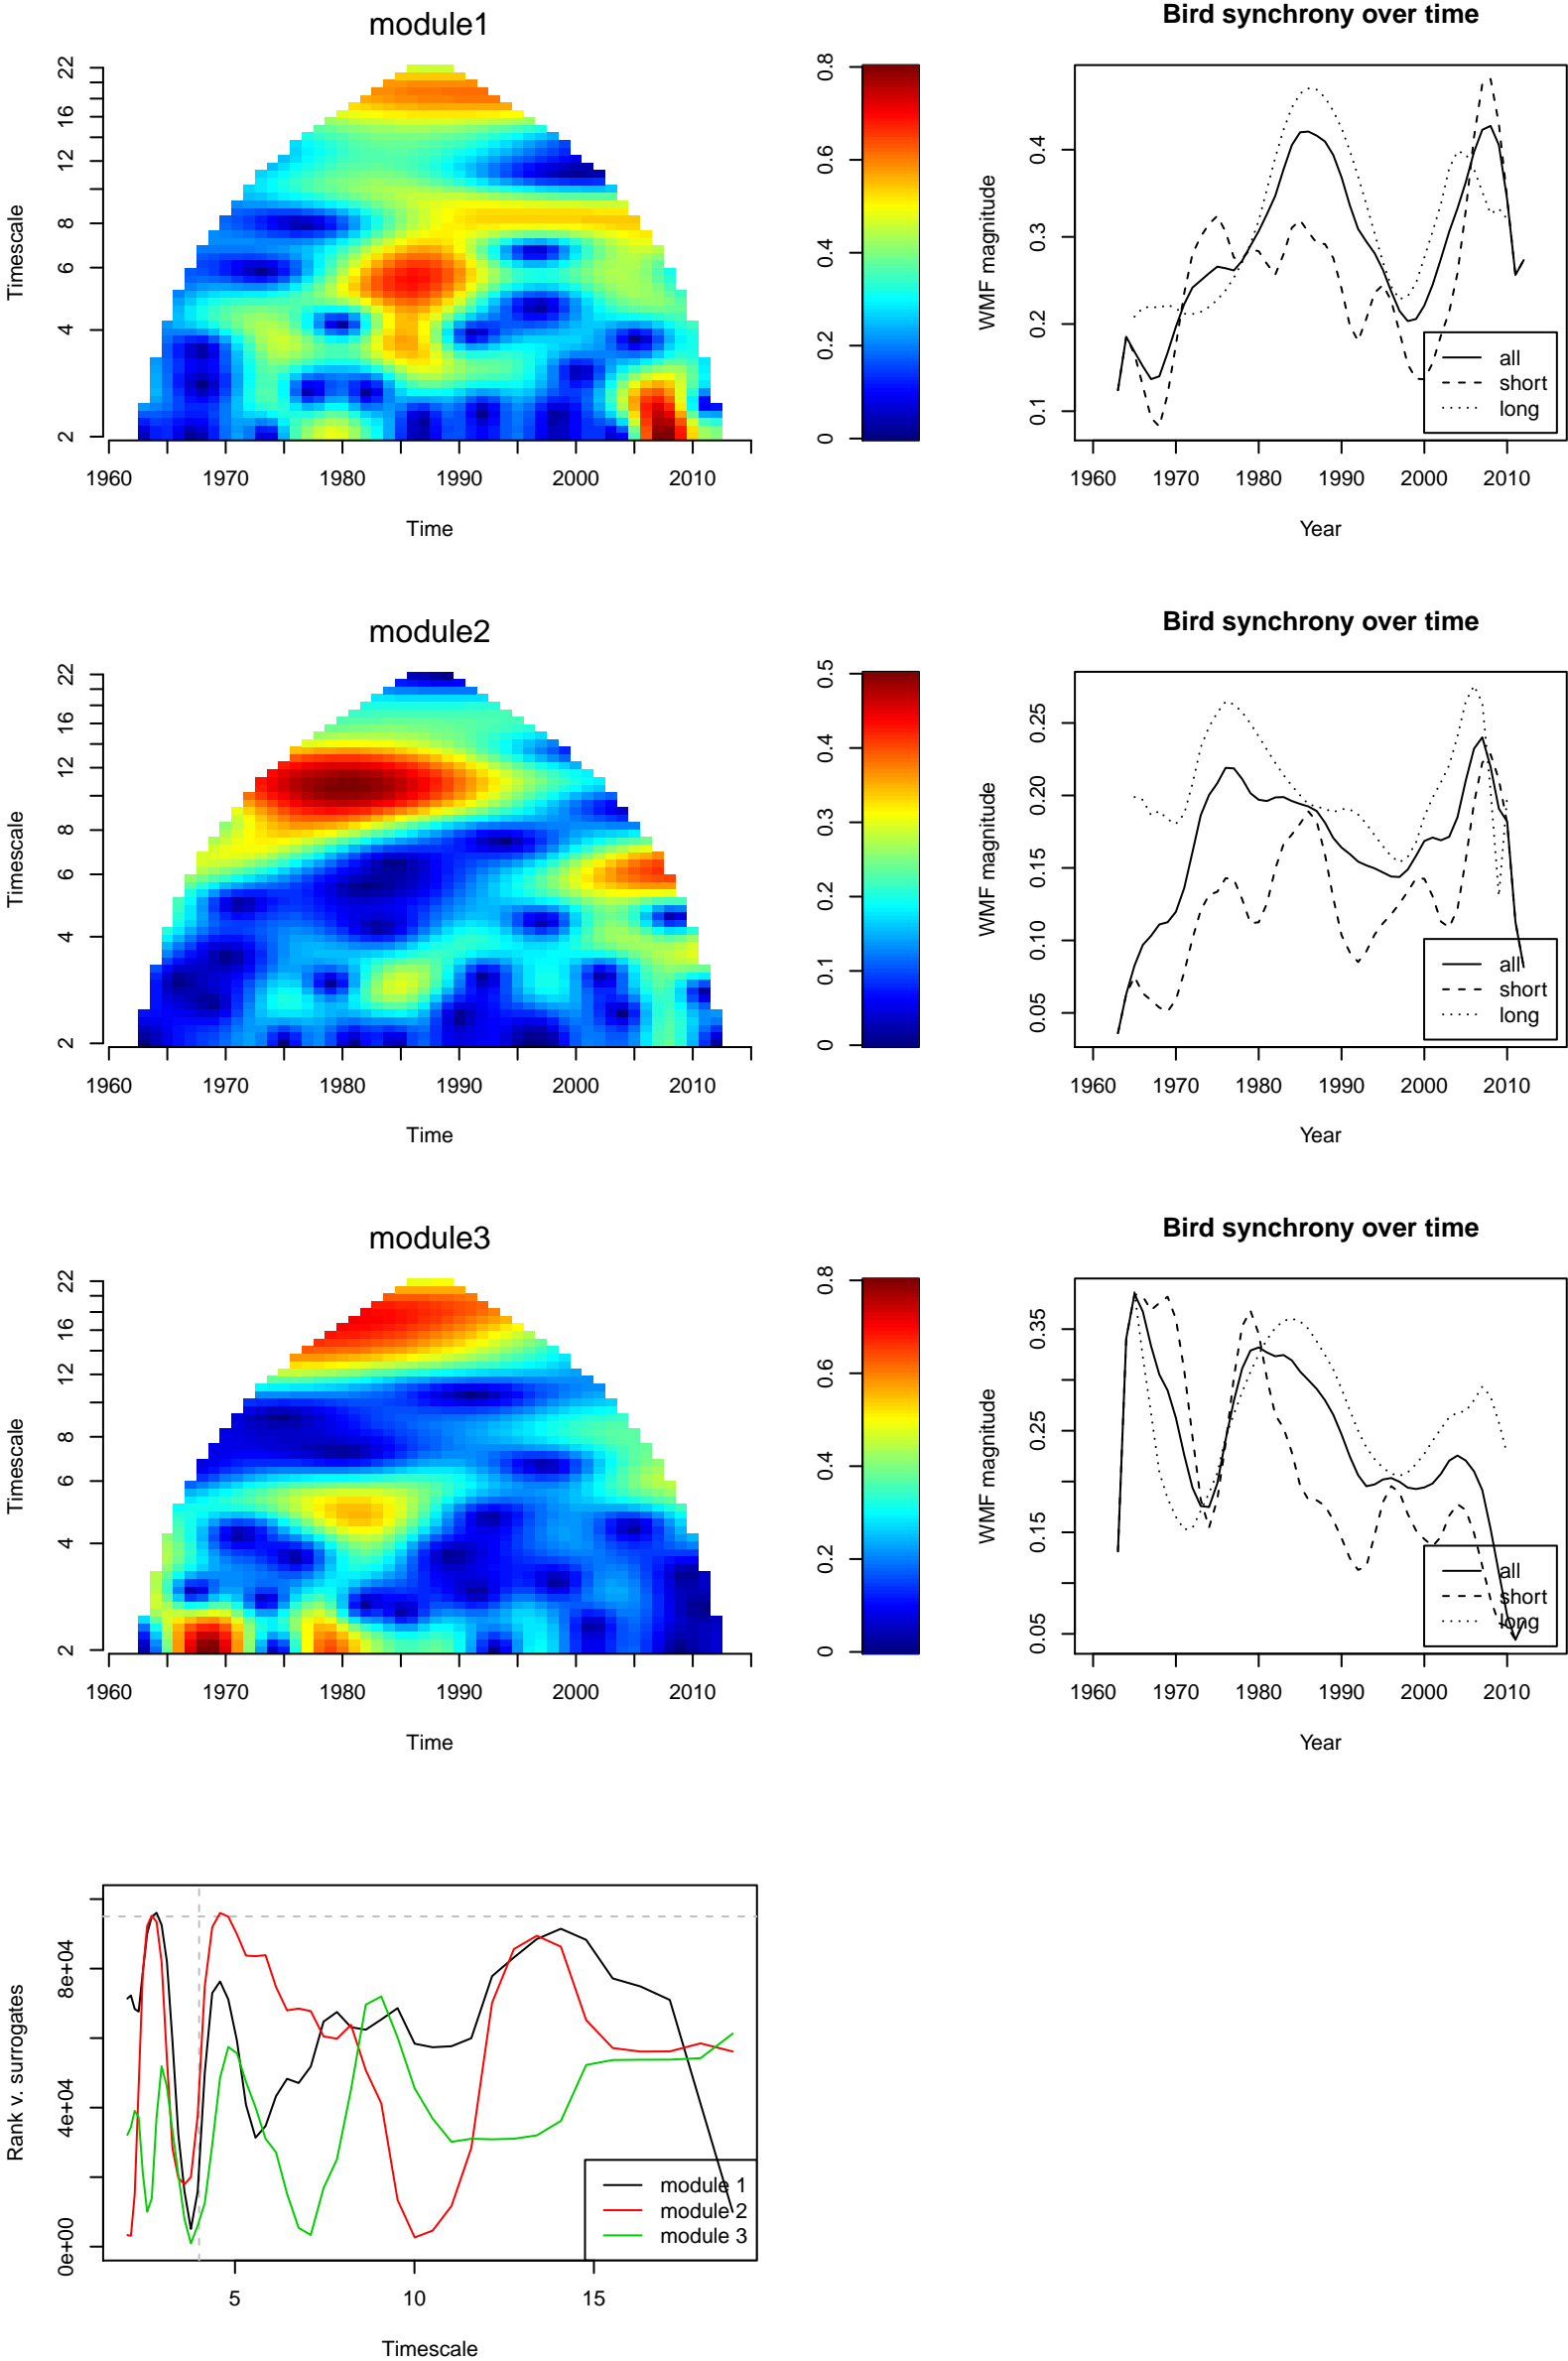 module1
Timescale
22
16
12
8
6
4
2
1960 1970 1980 1990 2000 2010
Time
0.8
0.6
0.4
0.2
0
Bird synchrony over time
WMF magnitude
0.4
0.3
0.2
0.1
all
short
long
1960 1970 1980 1990 2000 2010
Year
module2
Timescale
22
16
12
8
6
4
2
1960 1970 1980 1990 2000 2010
Time
0.5
0.4
0.3
0.2
0.1
0
Bird synchrony over time
WMF magnitude
0.25
0.20
0.15
0.10
0.05
all
short
long
1960 1970 1980 1990 2000 2010
Year
module3
Timescale
22
16
12
8
6
4
2
1960 1970 1980 1990 2000 2010
Time
0.8
0.6
0.4
0.2
0
Bird synchrony over time
WMF magnitude
0.35
0.25
0.15
0.05
all
short
long
1960 1970 1980 1990 2000 2010
Year
Rank v. surrogates
8e+04
4e+04
0e+00
module 1
module 2
module 3
5 10 15
Timescale